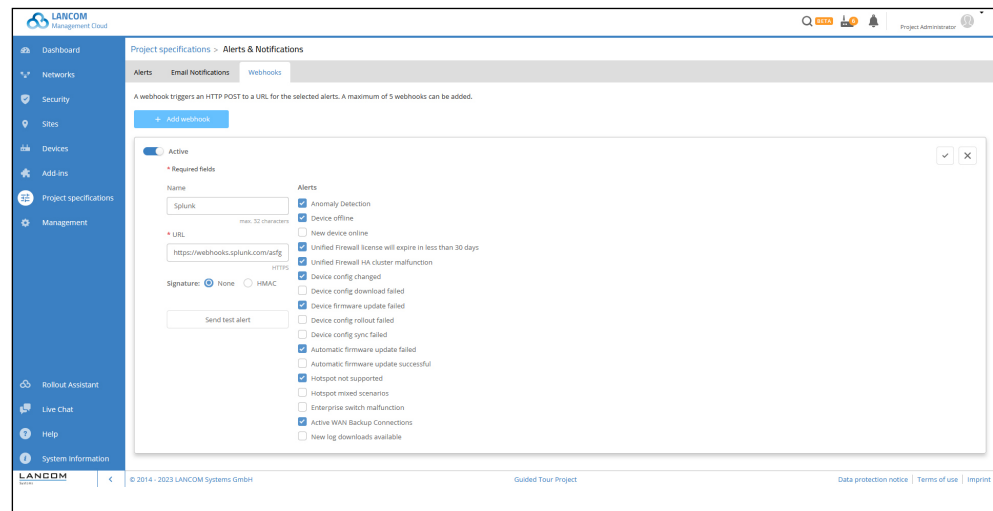 LANCOM
Management Cloud
BETA
Project Administrator
Dashboard
Networks
Security
Sites
Devices
Add-ins
Project specifications
Management
Rollout Assistant
Live Chat
Help
System Information
LANCOM
Project specifications > Alerts & Notifications
Alerts Email Notifications Webhooks
A webhook triggers an HTTP POST to a URL for the selected alerts. A maximum of 5 webhooks can be added.
+ Add webhook
Active
* Required fields
Name
Splunk
max. 52 characters
* URL
https://webhooks.splunk.com/asfg
HTTPS
Signature: None HMAC
Send test alert
Alerts
Anomaly Detection
Device offline
New device online
Unified Firewall license will expire in less than 30 days
Unified Firewall HA cluster malfunction
Device config changed
Device config download failed
Device firmware update failed
Device config rollout failed
Device config sync failed
Automatic firmware update failed
Automatic firmware update successful
Hotspot not supported
Hotspot mixed scenarios
Enterprise switch malfunction
Active WAN Backup Connections
New log downloads available
© 2014 - 2023 LANCOM Systems GmbH
Guided Tour Project
Data protection notice | Terms of use | Imprint